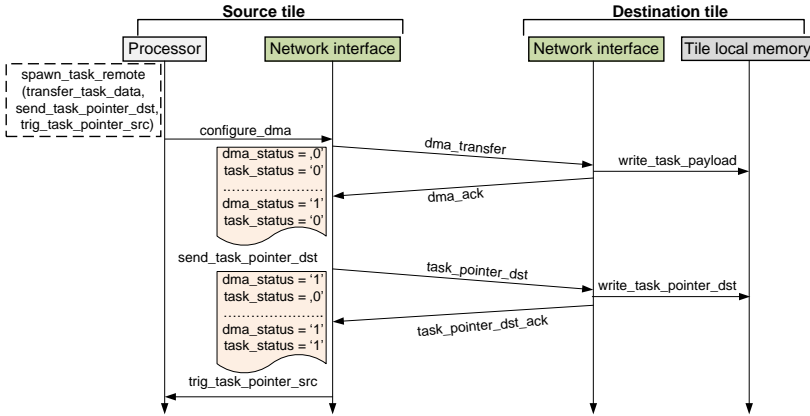 Source tile
Destination tile
Processor
Network interface
Network interface
Tile local memory
spawn_task_remote
(transfer_task_data,
send_task_pointer_dst,
trig_task_pointer_src)
configure_dma
dma_status = ‚0’
task_status = ‘0’
......................
dma_status = ‘1’
task_status = ‘0’
dma_transfer
write_task_payload
dma_ack
send_task_pointer_dst
dma_status = ‘1’
task_status = ‚0’
......................
dma_status = ‘1’
task_status = ‘1’
task_pointer_dst
write_task_pointer_dst
task_pointer_dst_ack
trig_task_pointer_src